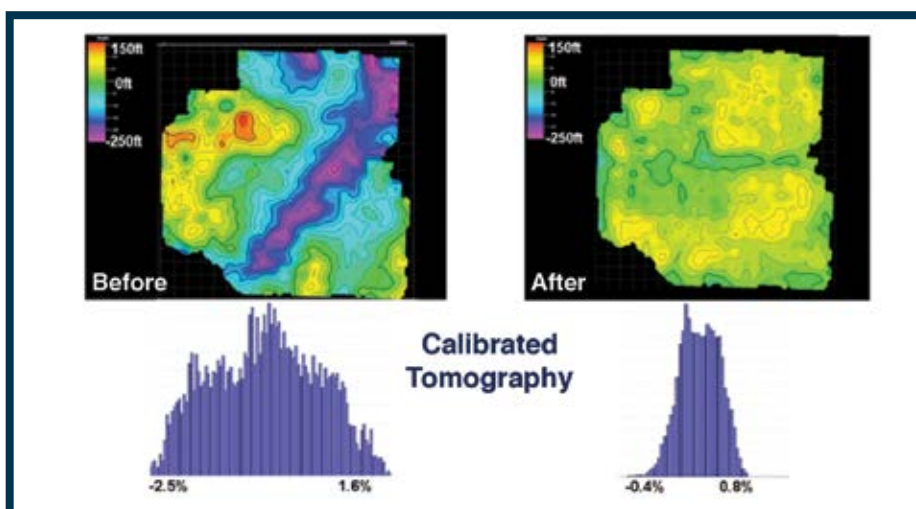 150ft
0ft
-250ft
Before
150ft
0ft
-250ft
After
Calibrated
Tomography
-2.5%
1.6%
-0.4%
0.8%